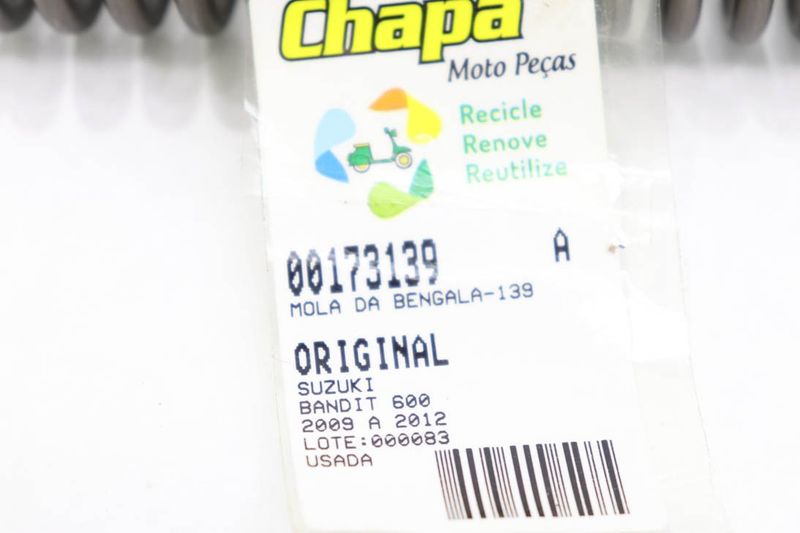 Chapa
Moto Peças
Recicle
Renove
Reutilize
00173139 A
MOLA DA BENGALA-139
ORIGINAL
SUZUKI
BANDIT 600
2009 A 2012
LOTE:000083
USADA